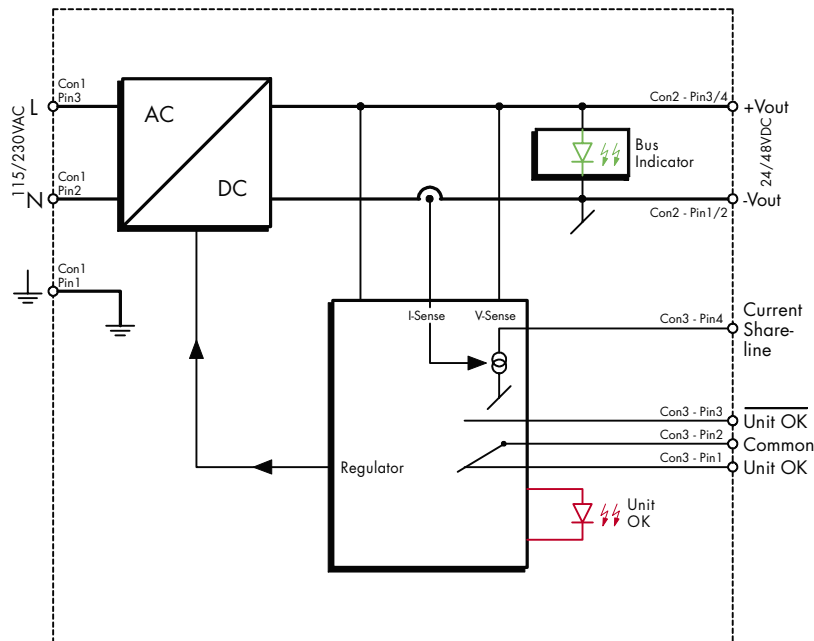 115/230VAC
L
Con1
Pin3
N
Con1
Pin2
Con1
Pin1
AC
DC
Bus
Indicator
Con2 - Pin3/4
+Vout
24/48VDC
Con2 - Pin1/2
-Vout
I-Sense
V-Sense
Con3 - Pin4
Current
Share-
line
Con3 - Pin3
Unit OK
Con3 - Pin2
Common
Con3 - Pin1
Unit OK
Regulator
Unit
OK